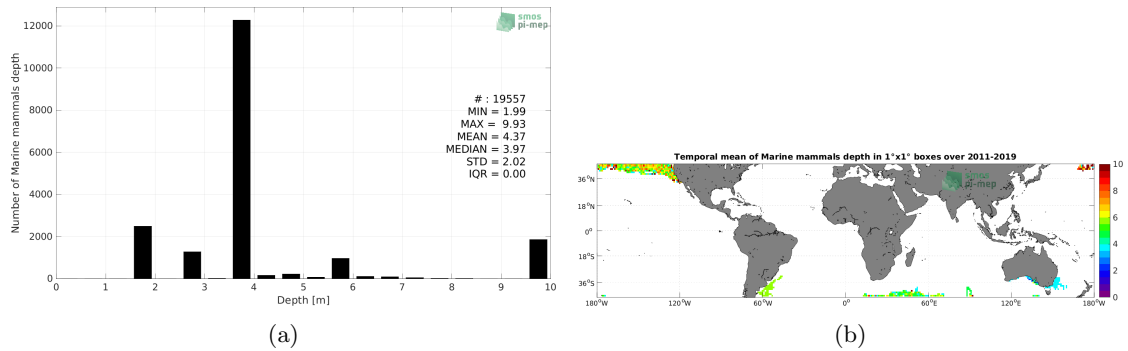 12000
10000
8000
6000
4000
2000
0
Number of Marine mammals depth
smos
pi-mep
# : 19557
MIN = 1.99
MAX = 9.93
MEAN = 4.37
MEDIAN = 3.97
STD = 2.02
IQR = 0.00
0 1 2 3 4 5 6 7 8 9 10
Depth [m]
(a)
Temporal mean of Marine mammals depth in 1°x1° boxes over 2011-2019
smos
pi-mep
36°N
18°N
0°
18°S
36°S
180°W 120°W 60°W 0° 60°E 120°E 180°W
10
8
6
4
2
0
(b)